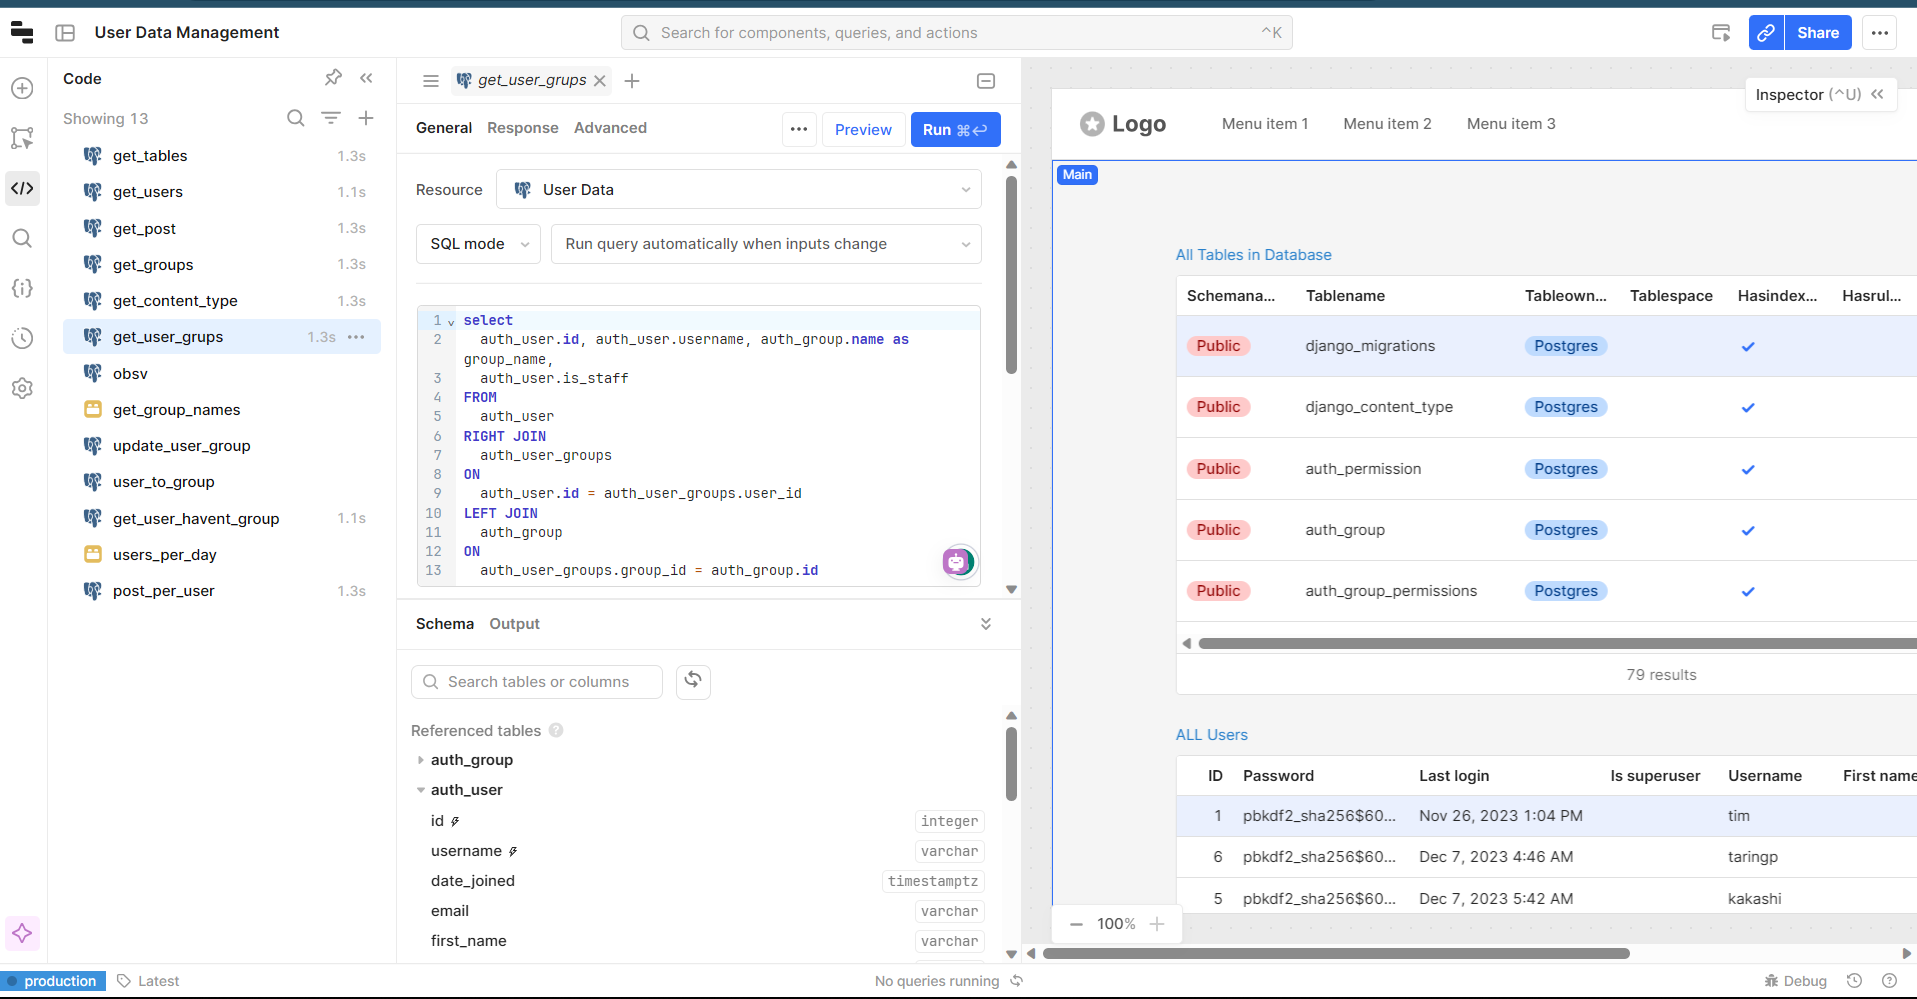 User Data Management
Search for components, queries, and actions
^K
Share
Code
Showing 13
get_tables 1.3s
get_users 1.1s
get_post 1.3s
get_groups 1.3s
get_content_type 1.3s
get_user_grups 1.3s
obsv
get_group_names
update_user_group
user_to_group
get_user_havent_group 1.1s
users_per_day
post_per_user 1.3s
get_user_grups
General Response Advanced
Preview
Run ⌘↩
Resource User Data
SQL mode Run query automatically when inputs change
1 select
2 auth_user.id, auth_user.username, auth_group.name as
group_name,
3 auth_user.is_staff
4 FROM
5 auth_user
6 RIGHT JOIN
7 auth_user_groups
8 ON
9 auth_user.id = auth_user_groups.user_id
10 LEFT JOIN
11 auth_group
12 ON
13 auth_user_groups.group_id = auth_group.id
Schema Output
Search tables or columns
Referenced tables ?
auth_group
auth_user
id integer
username varchar
date_joined timestamptz
email varchar
first_name varchar
Inspector (^U)
Logo Menu item 1 Menu item 2 Menu item 3
Main
All Tables in Database
Schemana... Tablename Tableown... Tablespace Hasindex... Hasrul...
Public django_migrations Postgres
Public django_content_type Postgres
Public auth_permission Postgres
Public auth_group Postgres
Public auth_group_permissions Postgres
79 results
ALL Users
ID Password Last login Is superuser Username First name
1 pbkdf2_sha256$60... Nov 26, 2023 1:04 PM tim
6 pbkdf2_sha256$60... Dec 7, 2023 4:46 AM taringp
5 pbkdf2_sha256$60... Dec 7, 2023 5:42 AM kakashi
100%
production Latest
No queries running
Debug